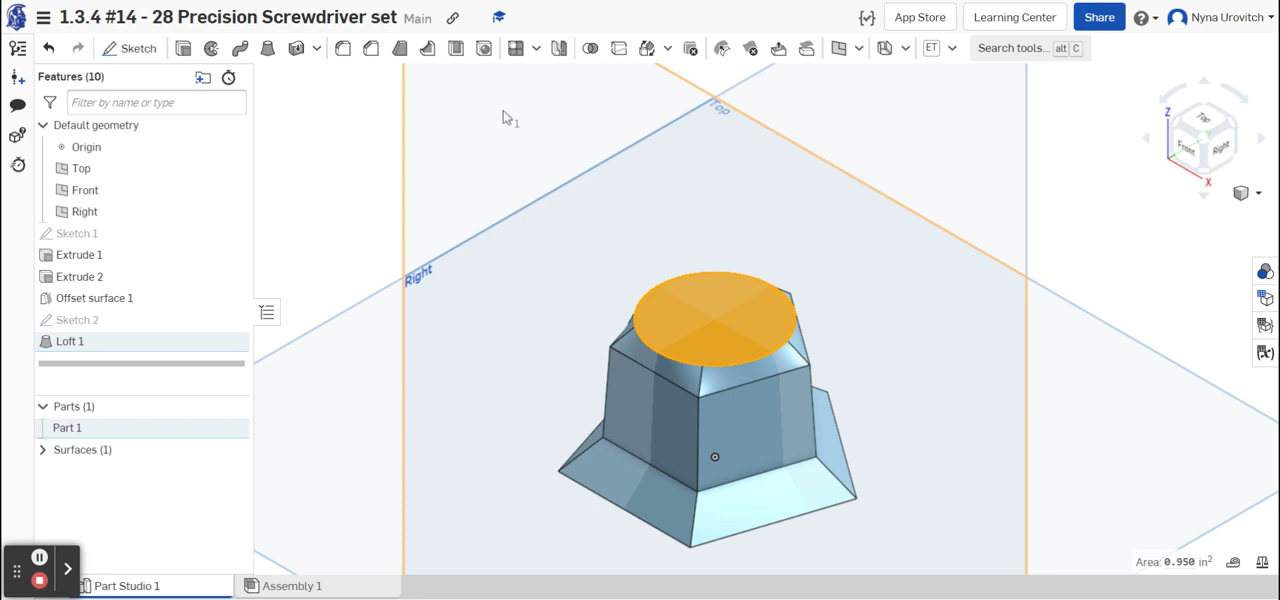 1.3.4 #14 - 28 Precision Screwdriver set Main
App Store Learning Center Share Nyna Urovitch
Sketch ET Search tools... alt C
Features (10)
Filter by name or type
Default geometry
Origin
Top
Front
Right
Sketch 1
Extrude 1
Extrude 2
Offset surface 1
Sketch 2
Loft 1
Parts (1)
Part 1
Surfaces (1)
1
Top
Right
Z
Top
Front Right
X
Area: 0.950 in²
Part Studio 1 Assembly 1